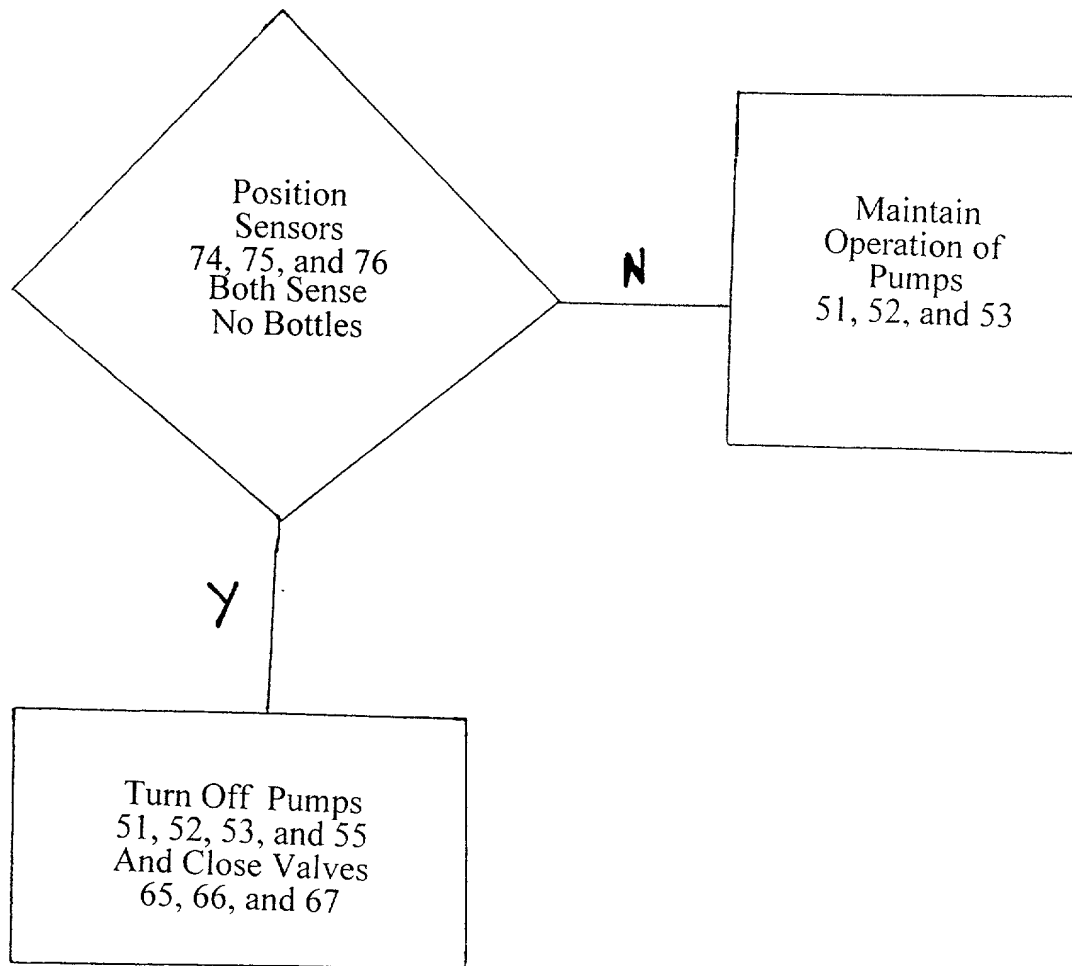 Position
Sensors
74, 75, and 76
Both Sense
No Bottles
N
Maintain
Operation of
Pumps
51, 52, and 53
Y
Turn Off Pumps
51, 52, 53, and 55
And Close Valves
65, 66, and 67